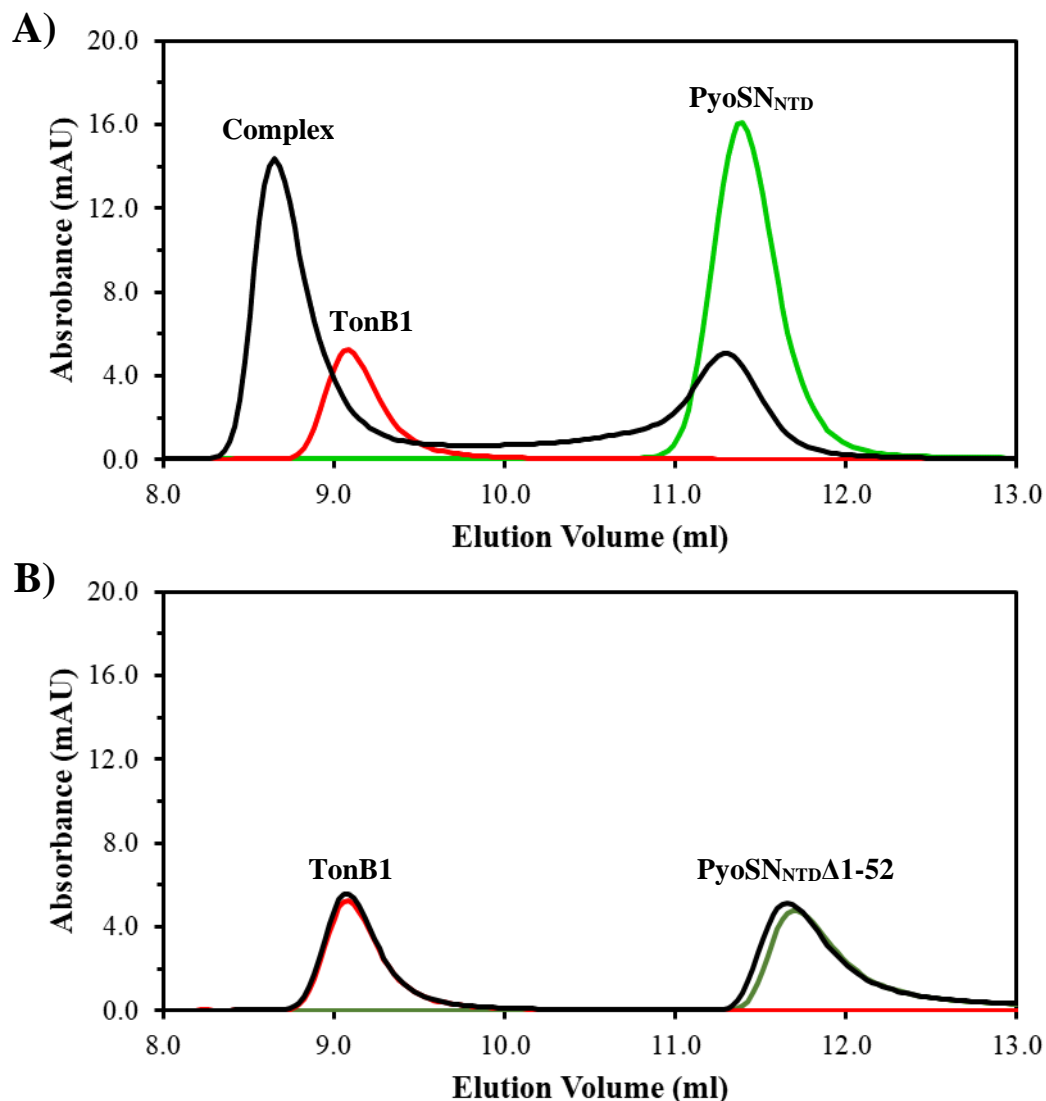 A)
20.0
16.0
12.0
8.0
4.0
0.0
Absrobance (mAU)
Complex
TonB1
PyoSNNTD
8.0 9.0 10.0 11.0 12.0 13.0
Elution Volume (ml)
B)
20.0
16.0
12.0
8.0
4.0
0.0
Absorbance (mAU)
TonB1
PyoSNNTDΔ1-52
8.0 9.0 10.0 11.0 12.0 13.0
Elution Volume (ml)